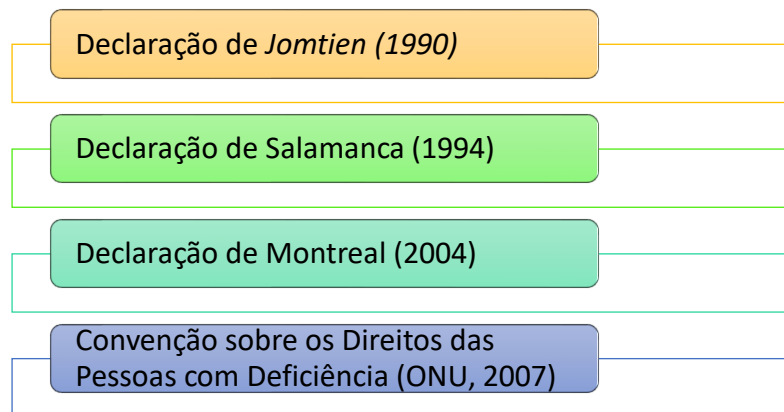 Declaração de Jomtien (1990)
Declaração de Salamanca (1994)
Declaração de Montreal (2004)
Convenção sobre os Direitos das
Pessoas com Deficiência (ONU, 2007)